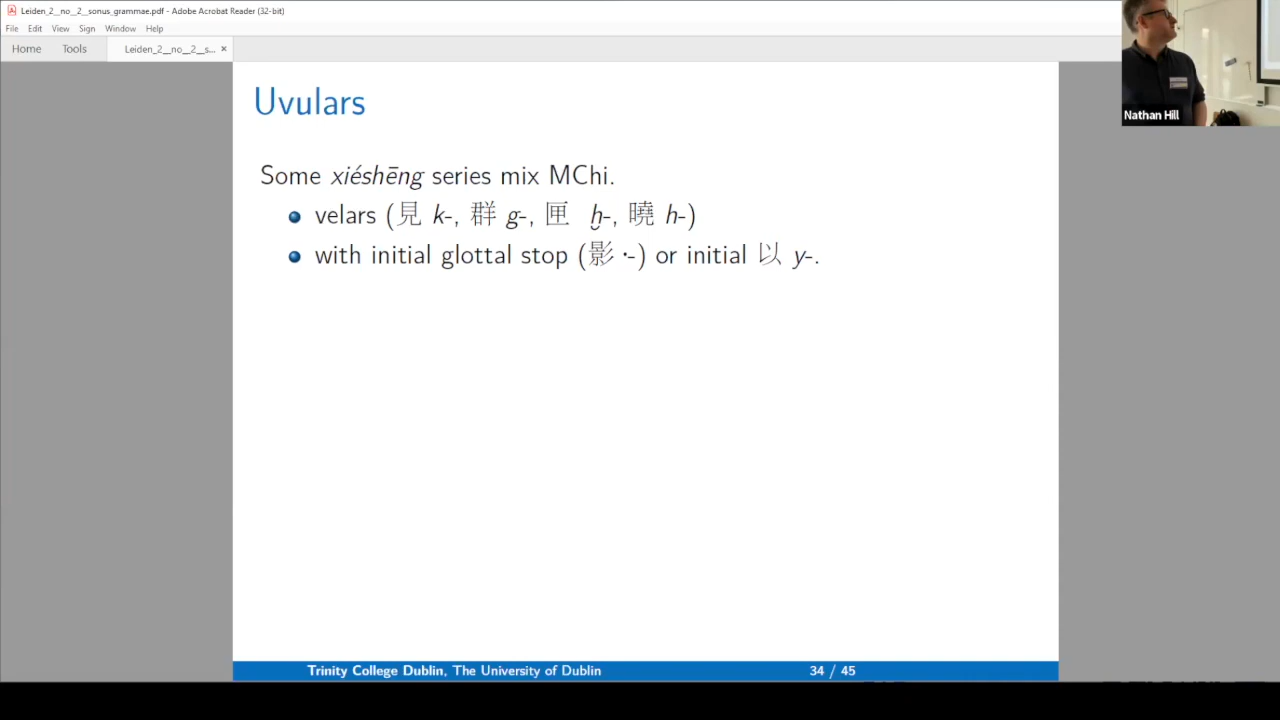 Leiden_2__no__2__sonus_grammae.pdf - Adobe Acrobat Reader (32-bit)
File Edit View Sign Window Help
Home Tools Leiden_2__no__2__s... ×
Nathan Hill
Uvulars
Some xiéshēng series mix MChi.
velars (見 k-, 群 g-, 匣 ḫ-, 曉 h-)
with initial glottal stop (影 ·-) or initial 以 y-.
Trinity College Dublin, The University of Dublin 34 / 45